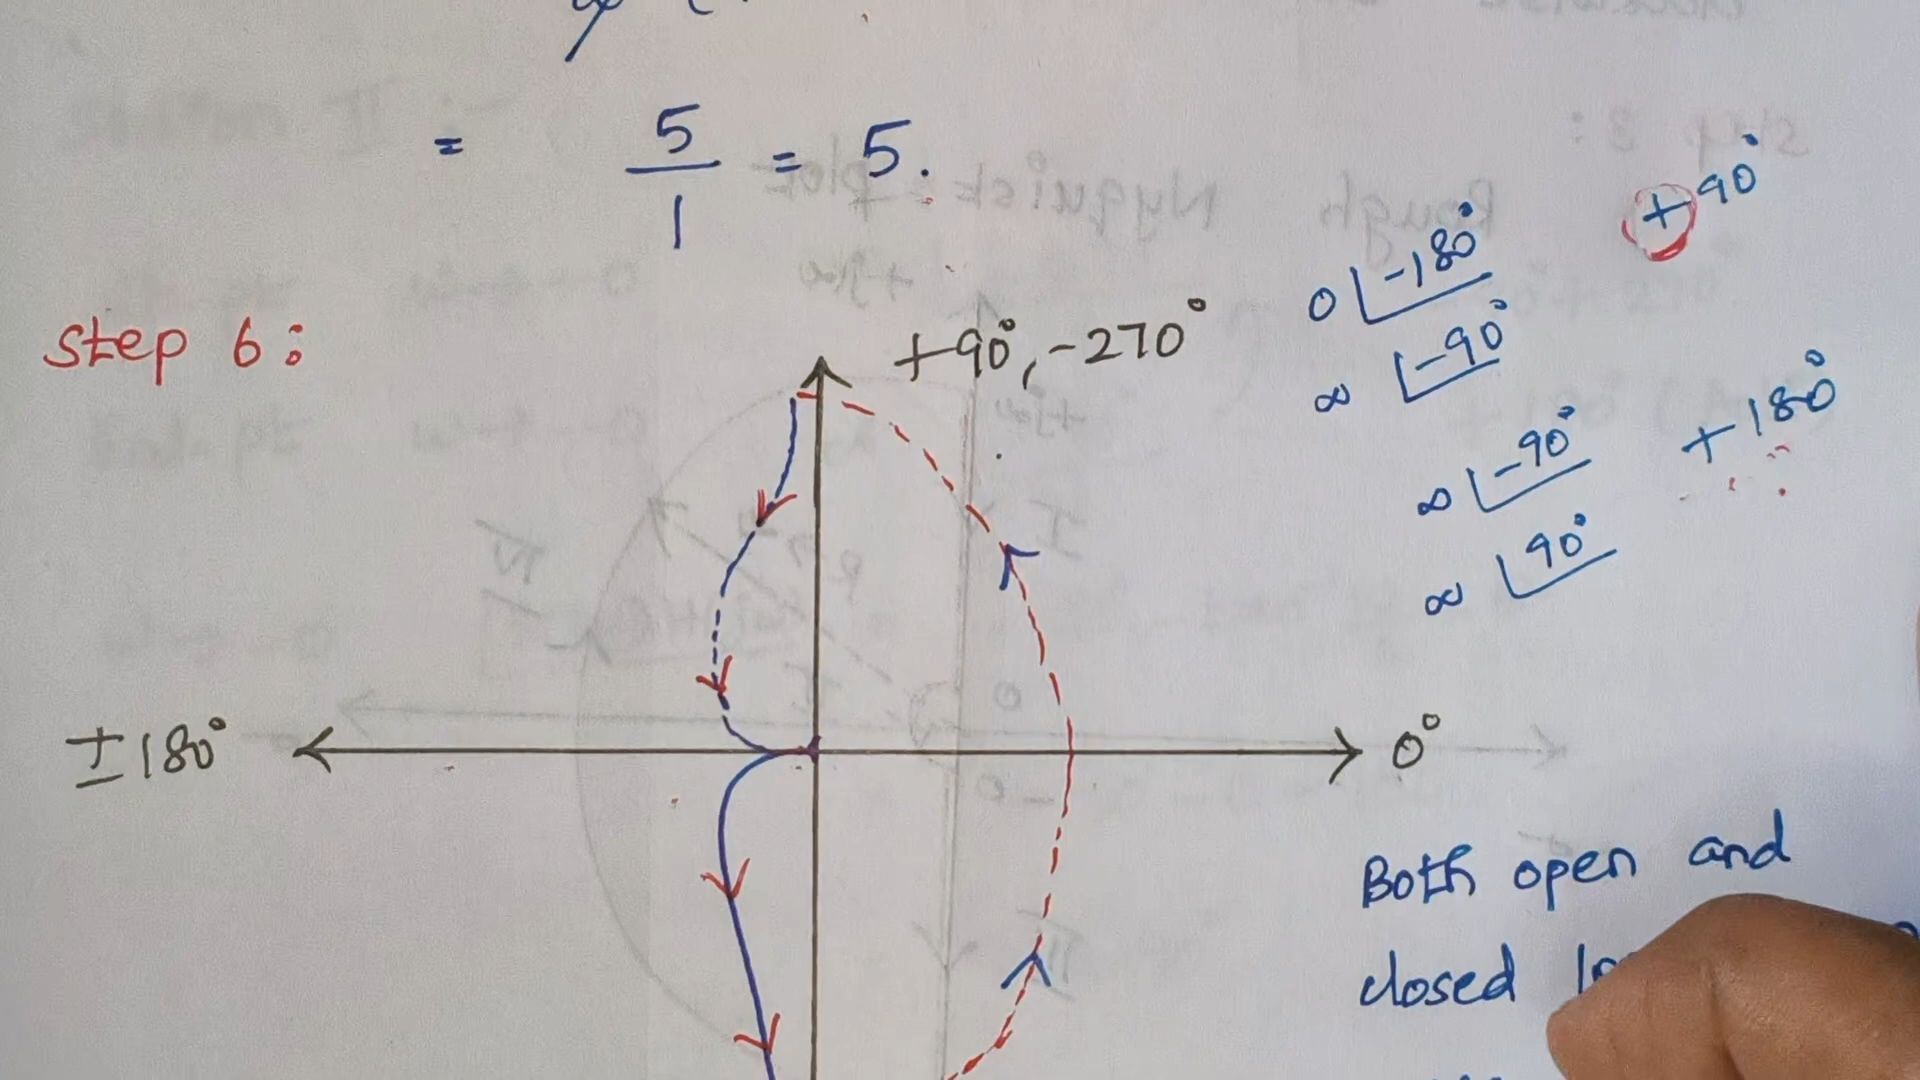 = 5/1 = 5.
+90°
0 ∠-180°
step 6:
+90°, -270°
∞ ∠-90°
+180°
∞ ∠-90°
∞ ∠90°
±180°
0°
Both open and
closed